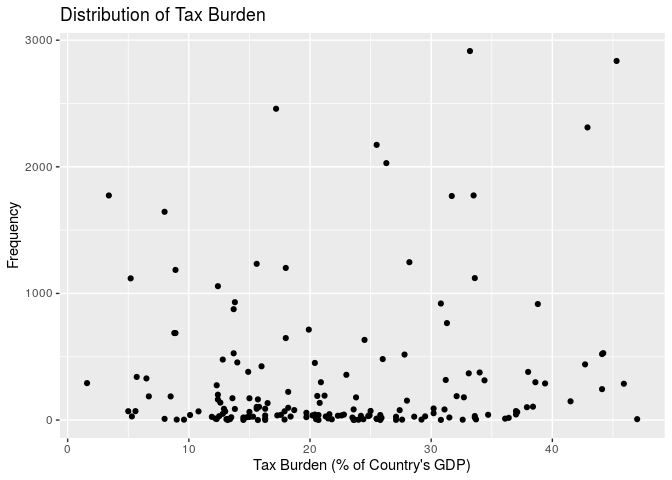 Distribution of Tax Burden
3000
2000
1000
0
Frequency
0 10 20 30 40
Tax Burden (% of Country's GDP)